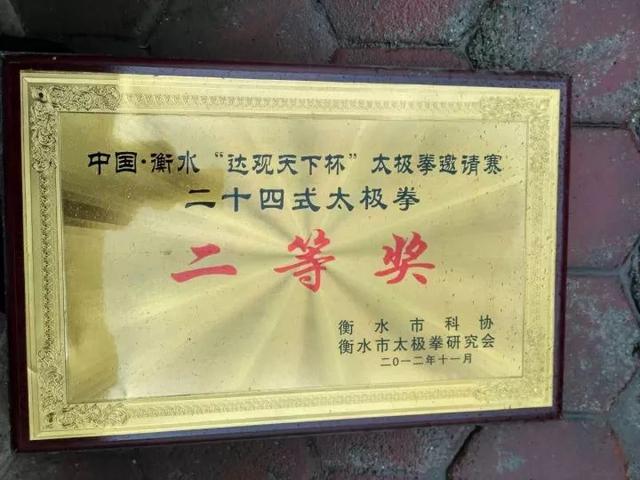 中国·衡水“达观天下杯”太极拳邀请赛
二十四式太极拳
二等奖
衡水市科协
衡水市太极拳研究会
二〇一二年十一月